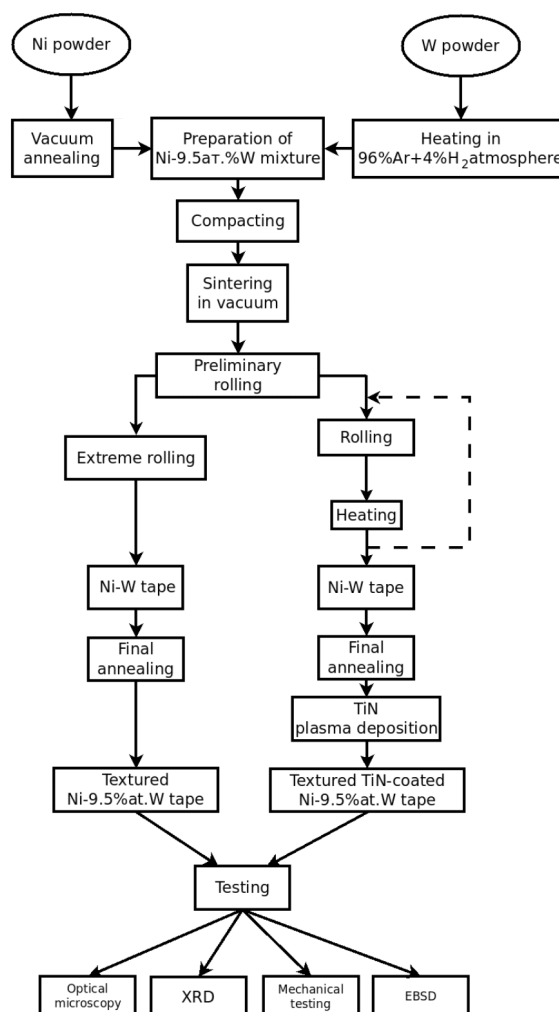 Ni powder
W powder
Vacuum
annealing
Preparation of
Ni-9.5ат.%W mixture
Heating in
96%Ar+4%H₂atmosphere
Compacting
Sintering
in vacuum
Preliminary
rolling
Extreme rolling
Rolling
Heating
Ni-W tape
Ni-W tape
Final
annealing
Final
annealing
TiN
plasma deposition
Textured
Ni-9.5%at.W tape
Textured TiN-coated
Ni-9.5%at.W tape
Testing
Optical
microscopy
XRD
Mechanical
testing
EBSD